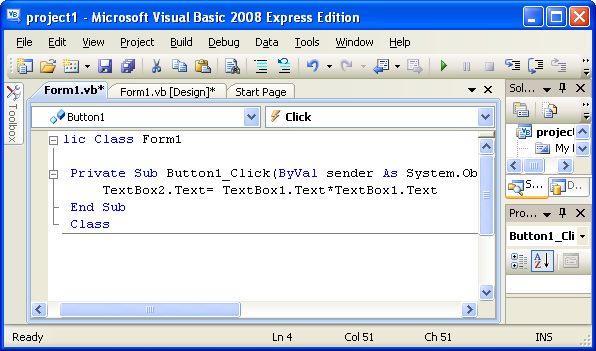 project1 - Microsoft Visual Basic 2008 Express Edition
File Edit View Project Build Debug Data Tools Window Help
Form1.vb* Form1.vb [Design]* Start Page
Sol...
Toolbox
Button1 Click
lic Class Form1
projec
My I
Private Sub Button1_Click(ByVal sender As System.Ob
TextBox2.Text= TextBox1.Text*TextBox1.Text
End Sub
Class
S... D...
Pro...
Button1_Cli
Ready Ln 4 Col 51 Ch 51 INS